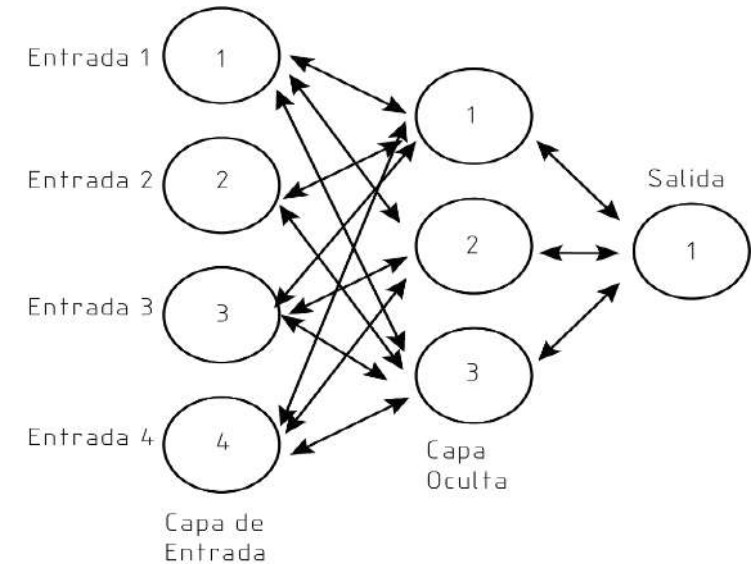 Entrada 1
1
Entrada 2
2
Entrada 3
3
Entrada 4
4
Capa de
Entrada
1
2
3
Capa
Oculta
Salida
1